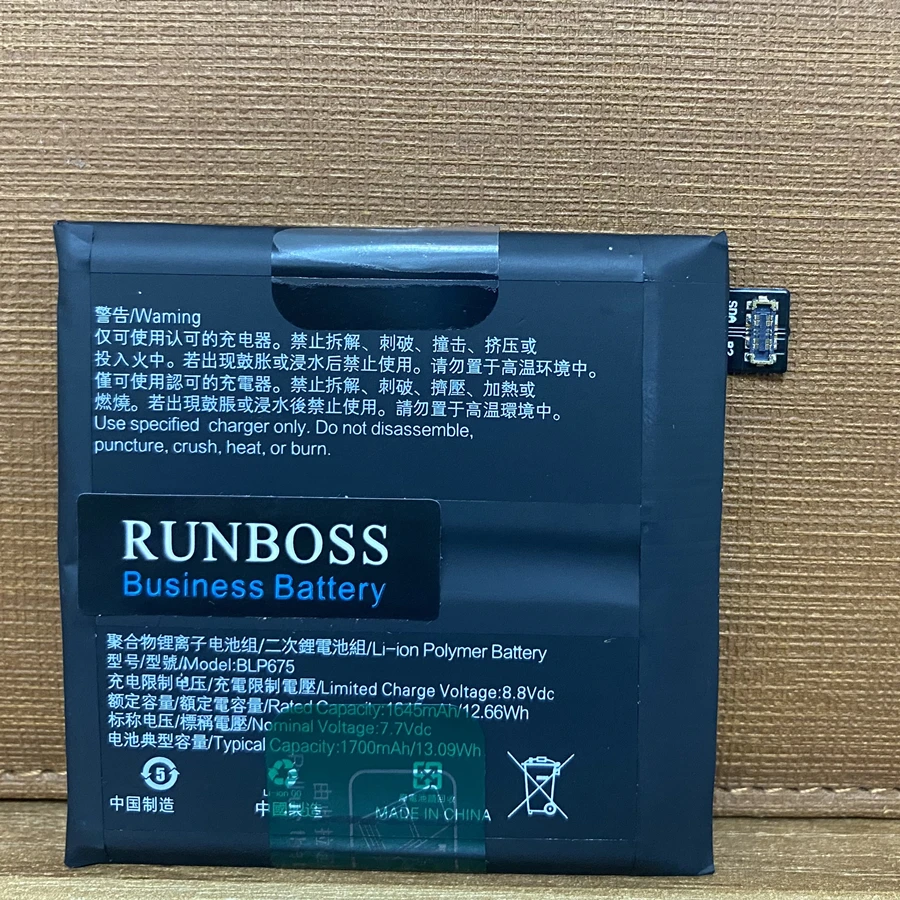 警告/Warning
仅可使用认可的充电器。禁止拆解、刺破、撞击、挤压或
投入火中。若出现鼓胀或浸水后禁止使用。请勿置于高温环境中。
僅可使用認可的充電器。禁止拆解、刺破、擠壓、加熱或
燃燒。若出現鼓脹或浸水後禁止使用。請勿置于高温環境中。
Use specified charger only. Do not disassemble,
puncture, crush, heat, or burn.
RUNBOSS
Business Battery
聚合物锂离子电池组/二次鋰電池組/Li-ion Polymer Battery
型号/型號/Model:BLP675
充电限制电压/充電限制電壓/Limited Charge Voltage:8.8Vdc
额定容量/額定電容量/Rated Capacity:1645mAh/12.66Wh
标称电压/標稱電壓/Nominal Voltage:7.7Vdc
电池典型容量/Typical Capacity:1700mAh/13.09Wh
5
中国制造
中國製造
MADE IN CHINA